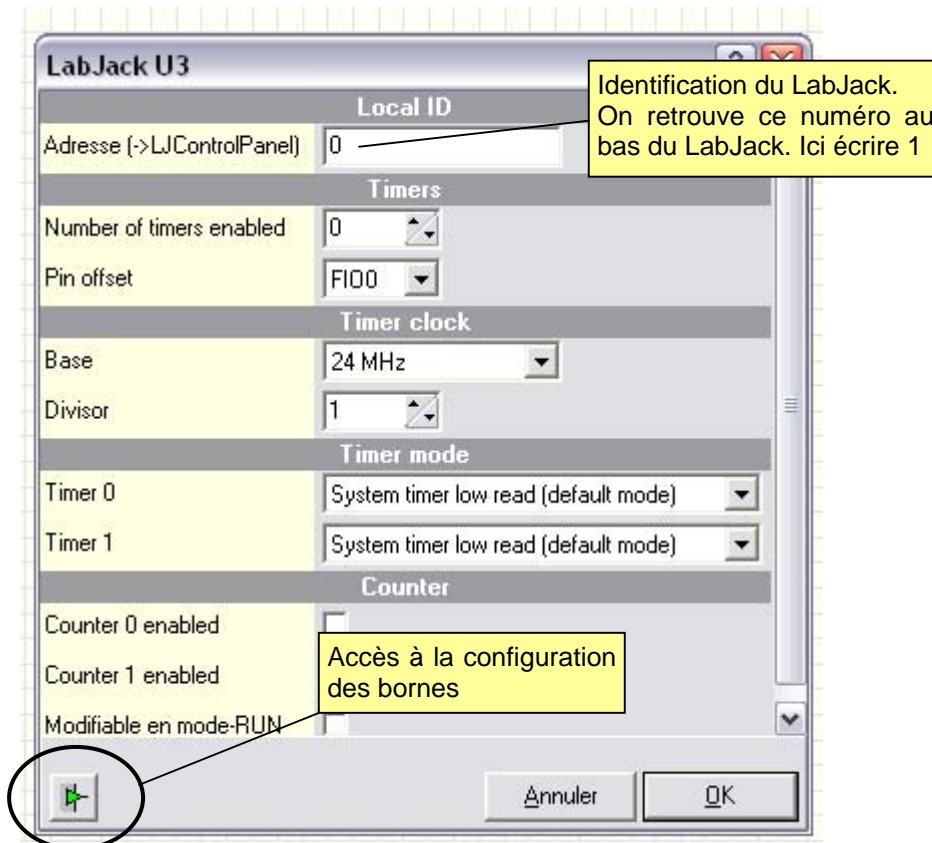 LabJack U3
Identification du LabJack.
On retrouve ce numéro au
bas du LabJack. Ici écrire 1
Local ID
Adresse (->LJControlPanel) 0
Timers
Number of timers enabled 0
Pin offset FIO0
Timer clock
Base 24 MHz
Divisor 1
Timer mode
Timer 0 System timer low read (default mode)
Timer 1 System timer low read (default mode)
Counter
Counter 0 enabled
Counter 1 enabled
Accès à la configuration
des bornes
Modifiable en mode-RUN
Annuler OK